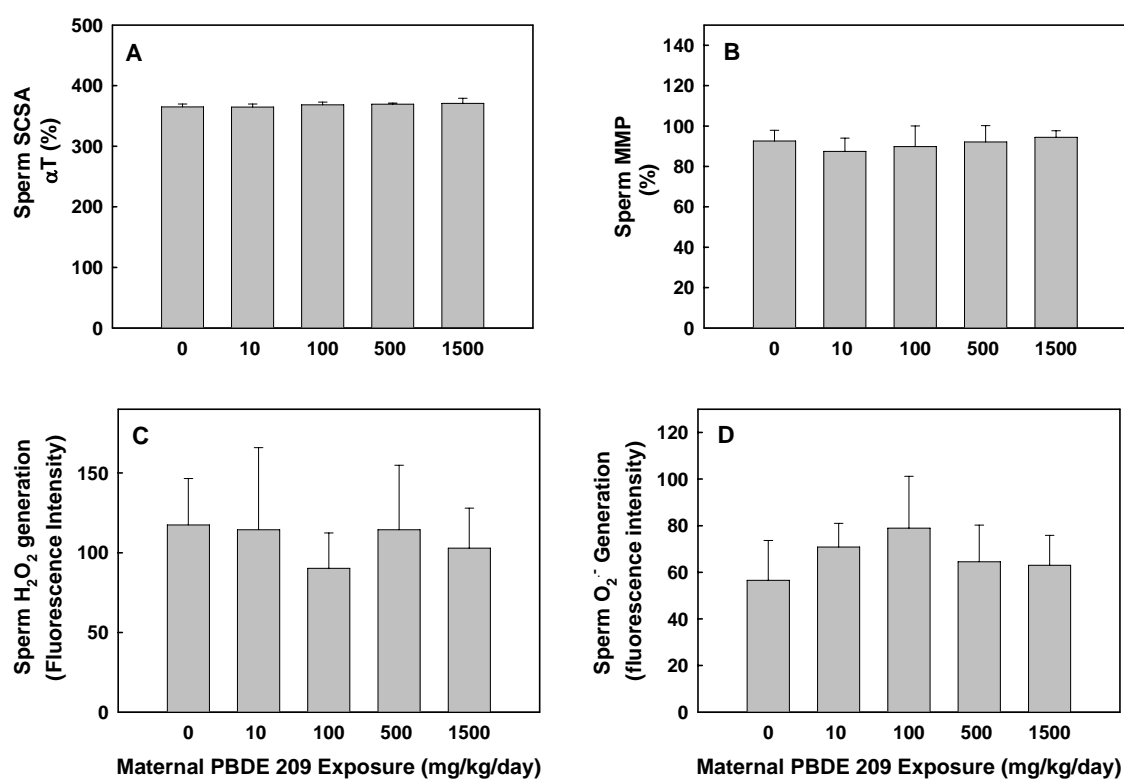 A
Sperm SCSA
αT (%)
500
400
300
200
100
0
0 10 100 500 1500
B
Sperm MMP
(%)
140
120
100
80
60
40
20
0
0 10 100 500 1500
C
Sperm H₂O₂ generation
(Fluorescence Intensity)
150
100
50
0
0 10 100 500 1500
Maternal PBDE 209 Exposure (mg/kg/day)
D
Sperm O₂·⁻ Generation
(fluorescence intensity)
120
100
80
60
40
20
0
0 10 100 500 1500
Maternal PBDE 209 Exposure (mg/kg/day)